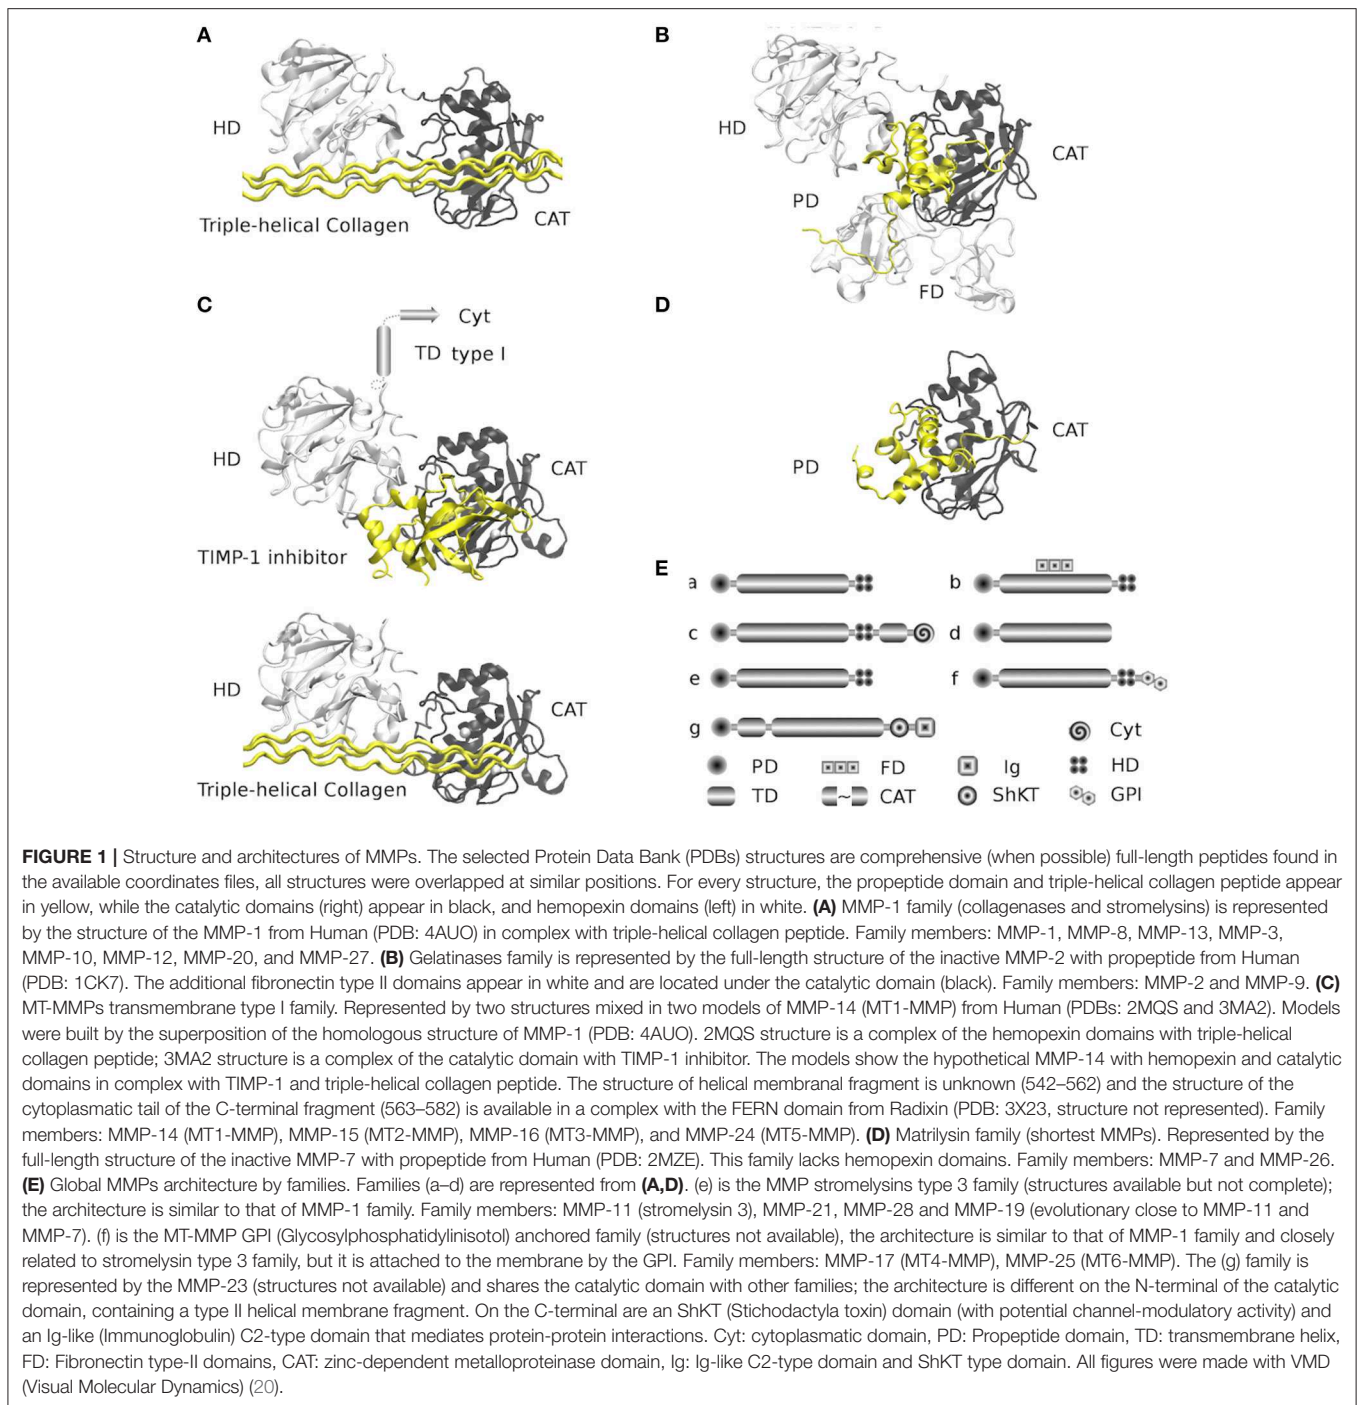 A
HD
Triple-helical Collagen
CAT
B
HD
CAT
PD
FD
C
Cyt
TD type I
HD
CAT
TIMP-1 inhibitor
HD
CAT
Triple-helical Collagen
D
CAT
PD
E
a
b
c
d
e
f
g
Cyt
PD
FD
Ig
HD
TD
~
CAT
ShKT
GPI
FIGURE 1 | Structure and architectures of MMPs. The selected Protein Data Bank (PDBs) structures are comprehensive (when possible) full-length peptides found in
the available coordinates files, all structures were overlapped at similar positions. For every structure, the propeptide domain and triple-helical collagen peptide appear
in yellow, while the catalytic domains (right) appear in black, and hemopexin domains (left) in white. (A) MMP-1 family (collagenases and stromelysins) is represented
by the structure of the MMP-1 from Human (PDB: 4AUO) in complex with triple-helical collagen peptide. Family members: MMP-1, MMP-8, MMP-13, MMP-3,
MMP-10, MMP-12, MMP-20, and MMP-27. (B) Gelatinases family is represented by the full-length structure of the inactive MMP-2 with propeptide from Human
(PDB: 1CK7). The additional fibronectin type II domains appear in white and are located under the catalytic domain (black). Family members: MMP-2 and MMP-9. (C)
MT-MMPs transmembrane type I family. Represented by two structures mixed in two models of MMP-14 (MT1-MMP) from Human (PDBs: 2MQS and 3MA2). Models
were built by the superposition of the homologous structure of MMP-1 (PDB: 4AUO). 2MQS structure is a complex of the hemopexin domains with triple-helical
collagen peptide; 3MA2 structure is a complex of the catalytic domain with TIMP-1 inhibitor. The models show the hypothetical MMP-14 with hemopexin and catalytic
domains in complex with TIMP-1 and triple-helical collagen peptide. The structure of helical membranal fragment is unknown (542–562) and the structure of the
cytoplasmatic tail of the C-terminal fragment (563–582) is available in a complex with the FERN domain from Radixin (PDB: 3X23, structure not represented). Family
members: MMP-14 (MT1-MMP), MMP-15 (MT2-MMP), MMP-16 (MT3-MMP), and MMP-24 (MT5-MMP). (D) Matrilysin family (shortest MMPs). Represented by the
full-length structure of the inactive MMP-7 with propeptide from Human (PDB: 2MZE). This family lacks hemopexin domains. Family members: MMP-7 and MMP-26.
(E) Global MMPs architecture by families. Families (a–d) are represented from (A,D). (e) is the MMP stromelysins type 3 family (structures available but not complete);
the architecture is similar to that of MMP-1 family. Family members: MMP-11 (stromelysin 3), MMP-21, MMP-28 and MMP-19 (evolutionary close to MMP-11 and
MMP-7). (f) is the MT-MMP GPI (Glycosylphosphatidylinisotol) anchored family (structures not available), the architecture is similar to that of MMP-1 family and closely
related to stromelysin type 3 family, but it is attached to the membrane by the GPI. Family members: MMP-17 (MT4-MMP), MMP-25 (MT6-MMP). The (g) family is
represented by the MMP-23 (structures not available) and shares the catalytic domain with other families; the architecture is different on the N-terminal of the catalytic
domain, containing a type II helical membrane fragment. On the C-terminal are an ShKT (Stichodactyla toxin) domain (with potential channel-modulatory activity) and
an Ig-like (Immunoglobulin) C2-type domain that mediates protein-protein interactions. Cyt: cytoplasmatic domain, PD: Propeptide domain, TD: transmembrane helix,
FD: Fibronectin type-II domains, CAT: zinc-dependent metalloproteinase domain, Ig: Ig-like C2-type domain and ShKT type domain. All figures were made with VMD
(Visual Molecular Dynamics) (20).